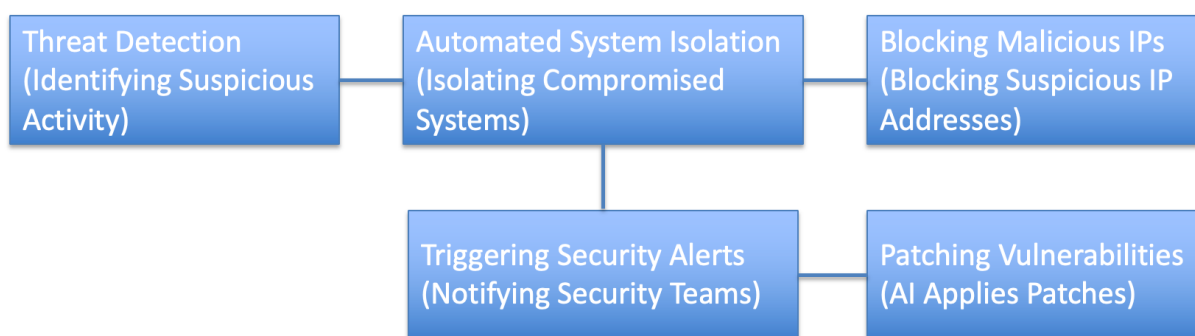 Threat Detection
(Identifying Suspicious
Activity)
Automated System Isolation
(Isolating Compromised
Systems)
Blocking Malicious IPs
(Blocking Suspicious IP
Addresses)
Triggering Security Alerts
(Notifying Security Teams)
Patching Vulnerabilities
(AI Applies Patches)